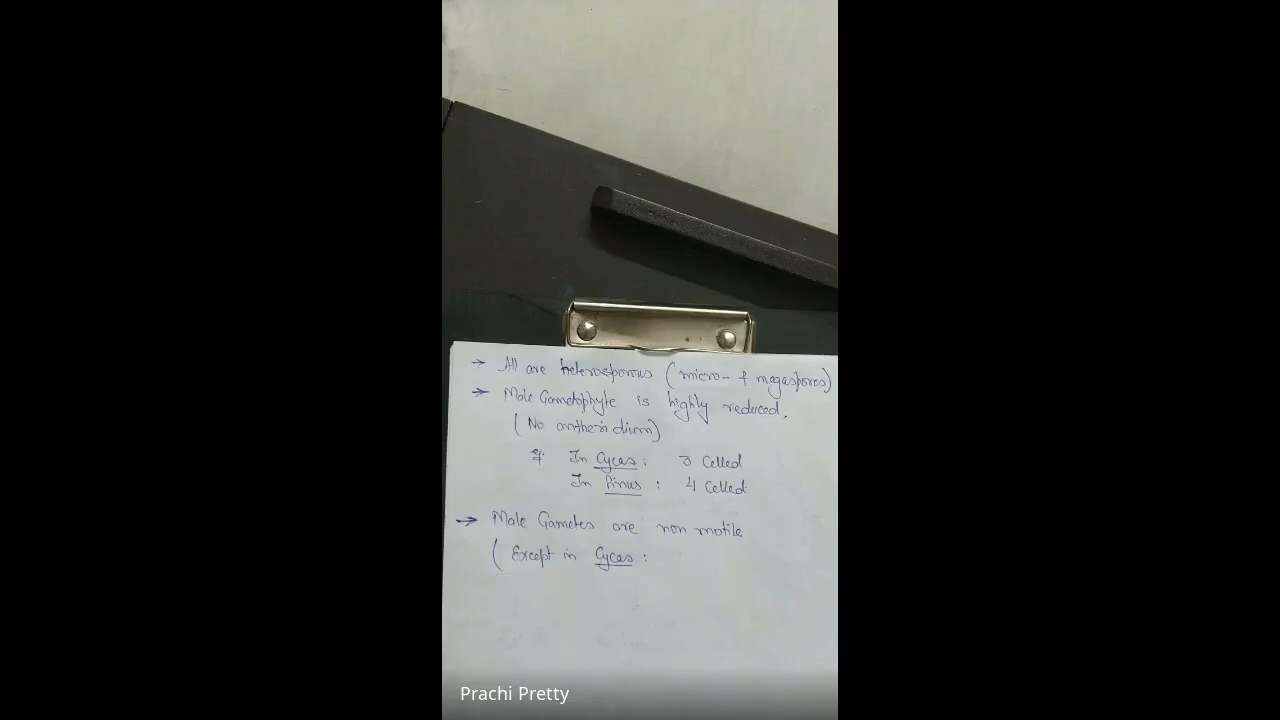 → All are heterosporous (micro- & megaspores)
→ Male Gametophyte is highly reduced.
(No antheridium)
In Cycas: 3 Celled
In Pinus : 4 Celled
→ Male Gametes are non motile
(Except in Cycas :
Prachi Pretty